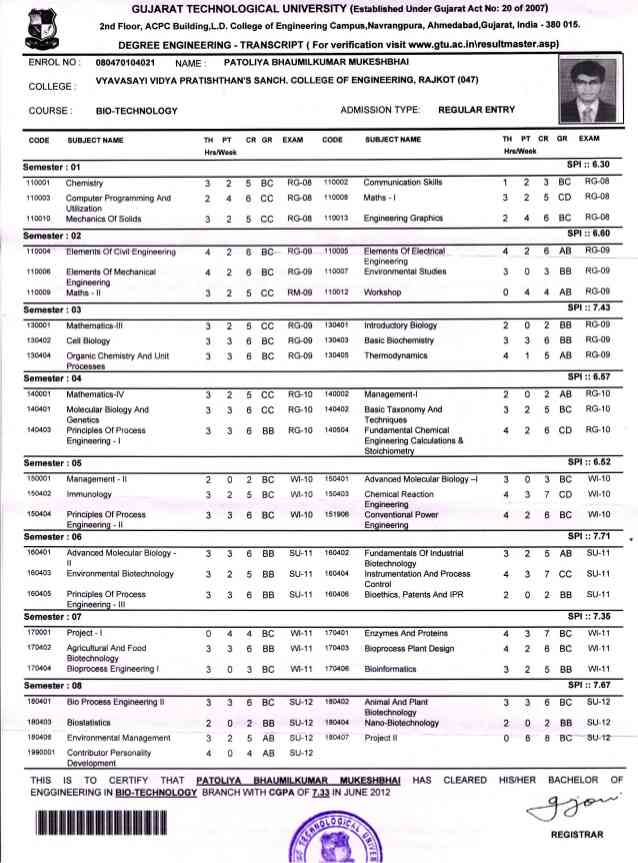 GUJARAT TECHNOLOGICAL UNIVERSITY (Established Under Gujarat Act No: 20 of 2007)
2nd Floor, ACPC Building,L.D. College of Engineering Campus,Navrangpura, Ahmedabad,Gujarat, India - 380 015.
DEGREE ENGINEERING - TRANSCRIPT ( For verification visit www.gtu.ac.in\resultmaster.asp)
ENROL NO : 080470104021 NAME : PATOLIYA BHAUMILKUMAR MUKESHBHAI
COLLEGE : VYAVASAYI VIDYA PRATISHTHAN'S SANCH. COLLEGE OF ENGINEERING, RAJKOT (047)
COURSE : BIO-TECHNOLOGY ADMISSION TYPE: REGULAR ENTRY
CODE SUBJECT NAME TH PT CR GR EXAM CODE SUBJECT NAME TH PT CR GR EXAM
Hrs/Week Hrs/Week
Semester : 01 SPI :: 6.30
110001 Chemistry 3 2 5 BC RG-08 110002 Communication Skills 1 2 3 BC RG-08
110003 Computer Programming And 2 4 6 CC RG-08 110008 Maths - I 3 2 5 CD RG-08
Utilization
110010 Mechanics Of Solids 3 2 5 CC RG-08 110013 Engineering Graphics 2 4 6 BC RG-08
Semester : 02 SPI :: 6.60
110004 Elements Of Civil Engineering 4 2 6 BC RG-09 110005 Elements Of Electrical 4 2 6 AB RG-09
Engineering
110006 Elements Of Mechanical 4 2 6 BC RG-09 110007 Environmental Studies 3 0 3 BB RG-09
Engineering
110009 Maths - II 3 2 5 CC RM-09 110012 Workshop 0 4 4 AB RG-09
Semester : 03 SPI :: 7.43
130001 Mathematics-III 3 2 5 CC RG-09 130401 Introductory Biology 2 0 2 BB RG-09
130402 Cell Biology 3 3 6 BC RG-09 130403 Basic Biochemistry 3 3 6 BB RG-09
130404 Organic Chemistry And Unit 3 3 6 BC RG-09 130405 Thermodynamics 4 1 5 AB RG-09
Processes
Semester : 04 SPI :: 6.57
140001 Mathematics-IV 3 2 5 CC RG-10 140002 Management-I 2 0 2 AB RG-10
140401 Molecular Biology And 3 3 6 CC RG-10 140402 Basic Taxonomy And 3 2 5 BC RG-10
Genetics Techniques
140403 Principles Of Process 3 3 6 BB RG-10 140504 Fundamental Chemical 4 2 6 CD RG-10
Engineering - I Engineering Calculations &
Stoichiometry
Semester : 05 SPI :: 6.52
150001 Management - II 2 0 2 BC WI-10 150401 Advanced Molecular Biology –I 3 0 3 BC WI-10
150402 Immunology 3 2 5 BC WI-10 150403 Chemical Reaction 4 3 7 CD WI-10
Engineering
150404 Principles Of Process 3 3 6 BC WI-10 151906 Conventional Power 4 2 6 BC WI-10
Engineering - II Engineering
Semester : 06 SPI :: 7.71
160401 Advanced Molecular Biology - 3 3 6 BB SU-11 160402 Fundamentals Of Industrial 3 2 5 AB SU-11
II Biotechnology
160403 Environmental Biotechnology 3 2 5 BB SU-11 160404 Instrumentation And Process 4 3 7 CC SU-11
Control
160405 Principles Of Process 3 3 6 BB SU-11 160406 Bioethics, Patents And IPR 2 0 2 BB SU-11
Engineering - III
Semester : 07 SPI :: 7.35
170001 Project - I 0 4 4 BC WI-11 170401 Enzymes And Proteins 4 3 7 BC WI-11
170402 Agricultural And Food 3 3 6 BB WI-11 170403 Bioprocess Plant Design 4 2 6 BC WI-11
Biotechnology
170404 Bioprocess Engineering I 3 0 3 BC WI-11 170406 Bioinformatics 3 2 5 BB WI-11
Semester : 08 SPI :: 7.67
180401 Bio Process Engineering II 3 3 6 BC SU-12 180402 Animal And Plant 3 3 6 BC SU-12
Biotechnology
180403 Biostatistics 2 0 2 BB SU-12 180404 Nano-Biotechnology 2 0 2 BB SU-12
180406 Environmental Management 3 2 5 AB SU-12 180407 Project II 0 8 8 BC SU-12
1990001 Contributor Personality 4 0 4 AB SU-12
Development
THIS IS TO CERTIFY THAT PATOLIYA BHAUMILKUMAR MUKESHBHAI HAS CLEARED HIS/HER BACHELOR OF
ENGGINEERING IN BIO-TECHNOLOGY BRANCH WITH CGPA OF 7.33 IN JUNE 2012
REGISTRAR
TECHNOLOGICAL